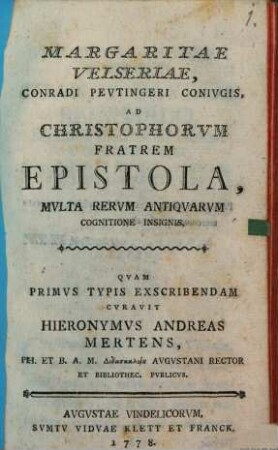 1.
MARGARITAE
VELSERIAE,
CONRADI PEVTINGERI CONIVGIS,
AD
CHRISTOPHORVM
FRATREM
EPISTOLA,
MVLTA RERVM ANTIQVARVM
COGNITIONE INSIGNIS,
QVAM
PRIMVS TYPIS EXSCRIBENDAM
CVRAVIT
HIERONYMVS ANDREAS
MERTENS,
PH. ET B. A. M. AVGVSTANI RECTOR
ET BIBLIOTHEC. PVBLICVS.
AVGVSTAE VINDELICORVM,
SVMTV VIDVAE KLETT ET FRANCK,
1778.